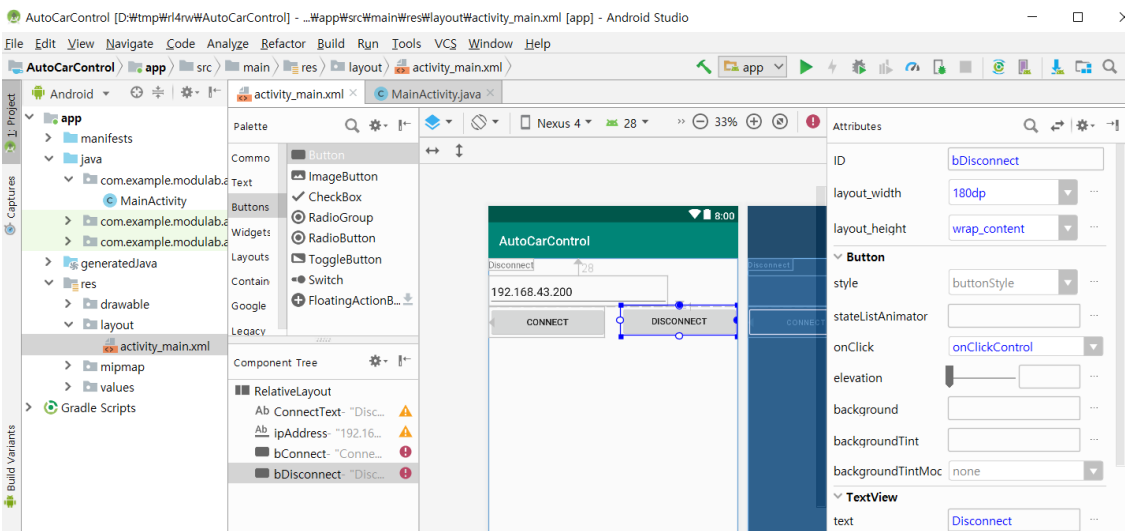 AutoCarControl [D:₩tmp₩rl4rw₩AutoCarControl] - ...₩app₩src₩main₩res₩layout₩activity_main.xml [app] - Android Studio
File Edit View Navigate Code Analyze Refactor Build Run Tools VCS Window Help
AutoCarControl app src main res layout activity_main.xml app
1: Project
Captures
Build Variants
Android
app
manifests
java
com.example.modulab.a
MainActivity
com.example.modulab.a
com.example.modulab.a
generatedJava
res
drawable
layout
activity_main.xml
mipmap
values
Gradle Scripts
activity_main.xml MainActivity.java
Palette
Commo
Text
Buttons
Widgets
Layouts
Contain
Google
Legacy
Button
ImageButton
CheckBox
RadioGroup
RadioButton
ToggleButton
Switch
FloatingActionB...
Component Tree
RelativeLayout
Ab ConnectText- "Disc...
Ab ipAddress- "192.16...
bConnect- "Conne...
bDisconnect- "Disc...
Nexus 4 28 » 33%
8:00
AutoCarControl
Disconnect
28
192.168.43.200
CONNECT DISCONNECT
Disconnect
CONNECT
Attributes
ID bDisconnect
layout_width 180dp
layout_height wrap_content
Button
style buttonStyle
stateListAnimator
onClick onClickControl
elevation
background
backgroundTint
backgroundTintMoc none
TextView
text Disconnect